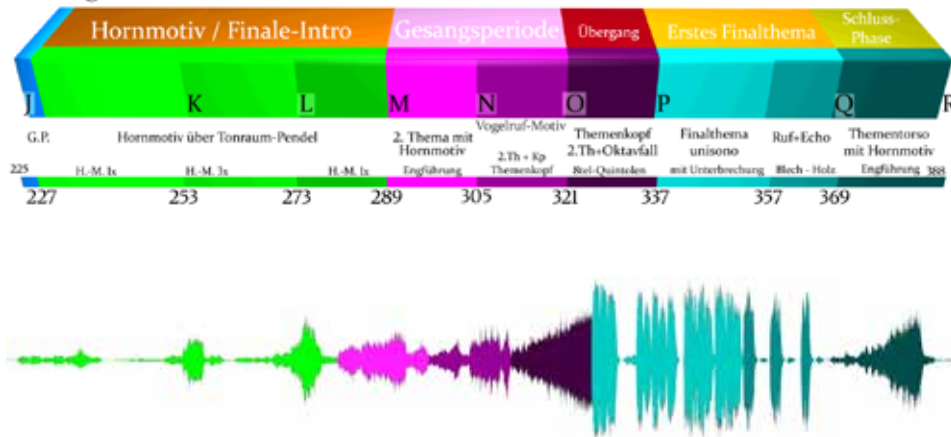 Hornmotiv / Finale-Intro Gesangsperiode Übergang Erstes Finalthema Schluss-
Phase
J K L M N O P Q R
G.P. Hornmotiv über Tonraum-Pendel 2. Thema mit
Hornmotiv Vogelruf-Motiv Themenkopf
2.Th+Oktavfall Finalthema
unisono Ruf+Echo Thementorso
mit Hornmotiv
225 H.-M. 1x H.-M. 3x H.-M. 1x Engführung 2.Th + Kp
Themenkopf 8tel-Quintolen mit Unterbrechung Blech - Holz Engführung 388
227 253 273 289 305 321 337 357 369